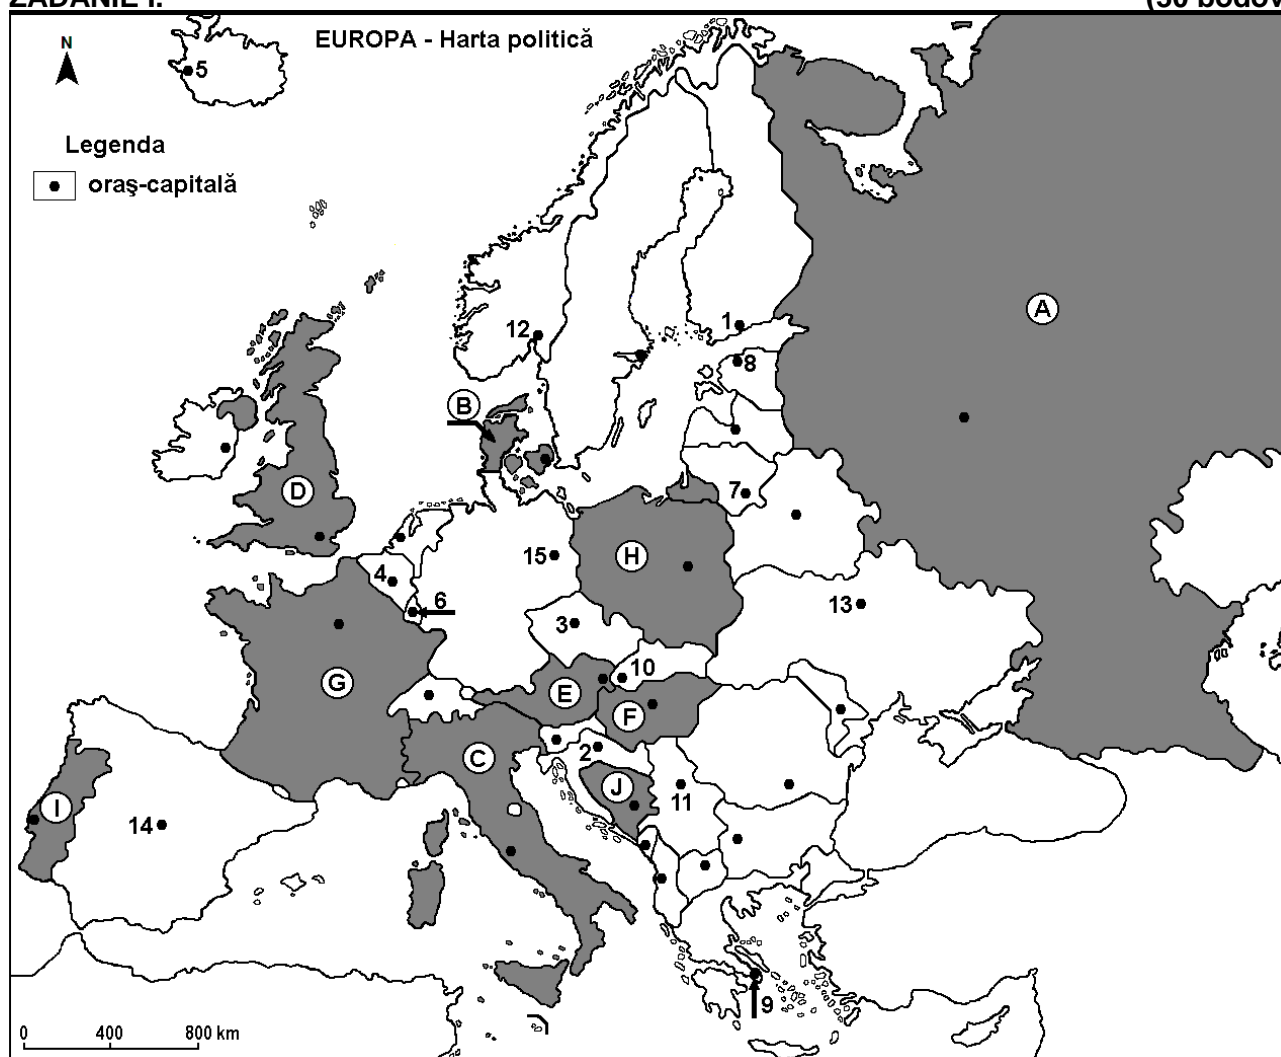 ZADANIE I.
(30 bodov
EUROPA - Harta politică
N
5
Legenda
oraş-capitală
A
1
12
8
B
D
7
H
15
4
6
13
3
10
G
E
F
2
C
J
11
I
14
9
0 400 800 km